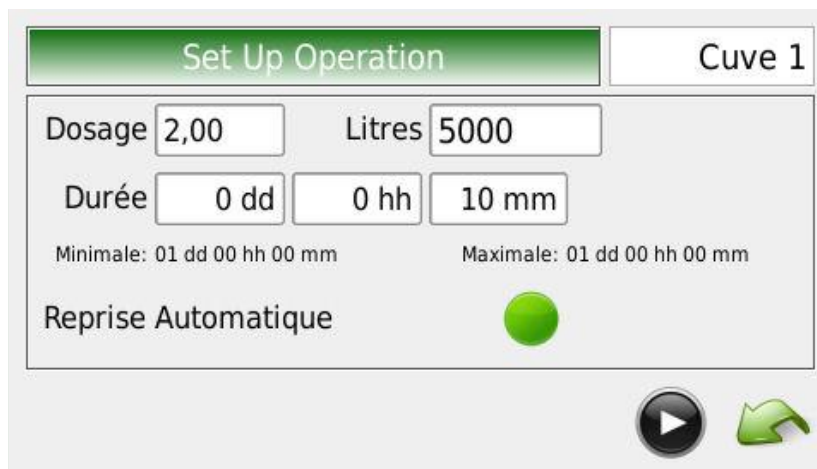 Set Up Operation Cuve 1
Dosage 2,00 Litres 5000
Durée 0 dd 0 hh 10 mm
Minimale: 01 dd 00 hh 00 mm Maximale: 01 dd 00 hh 00 mm
Reprise Automatique